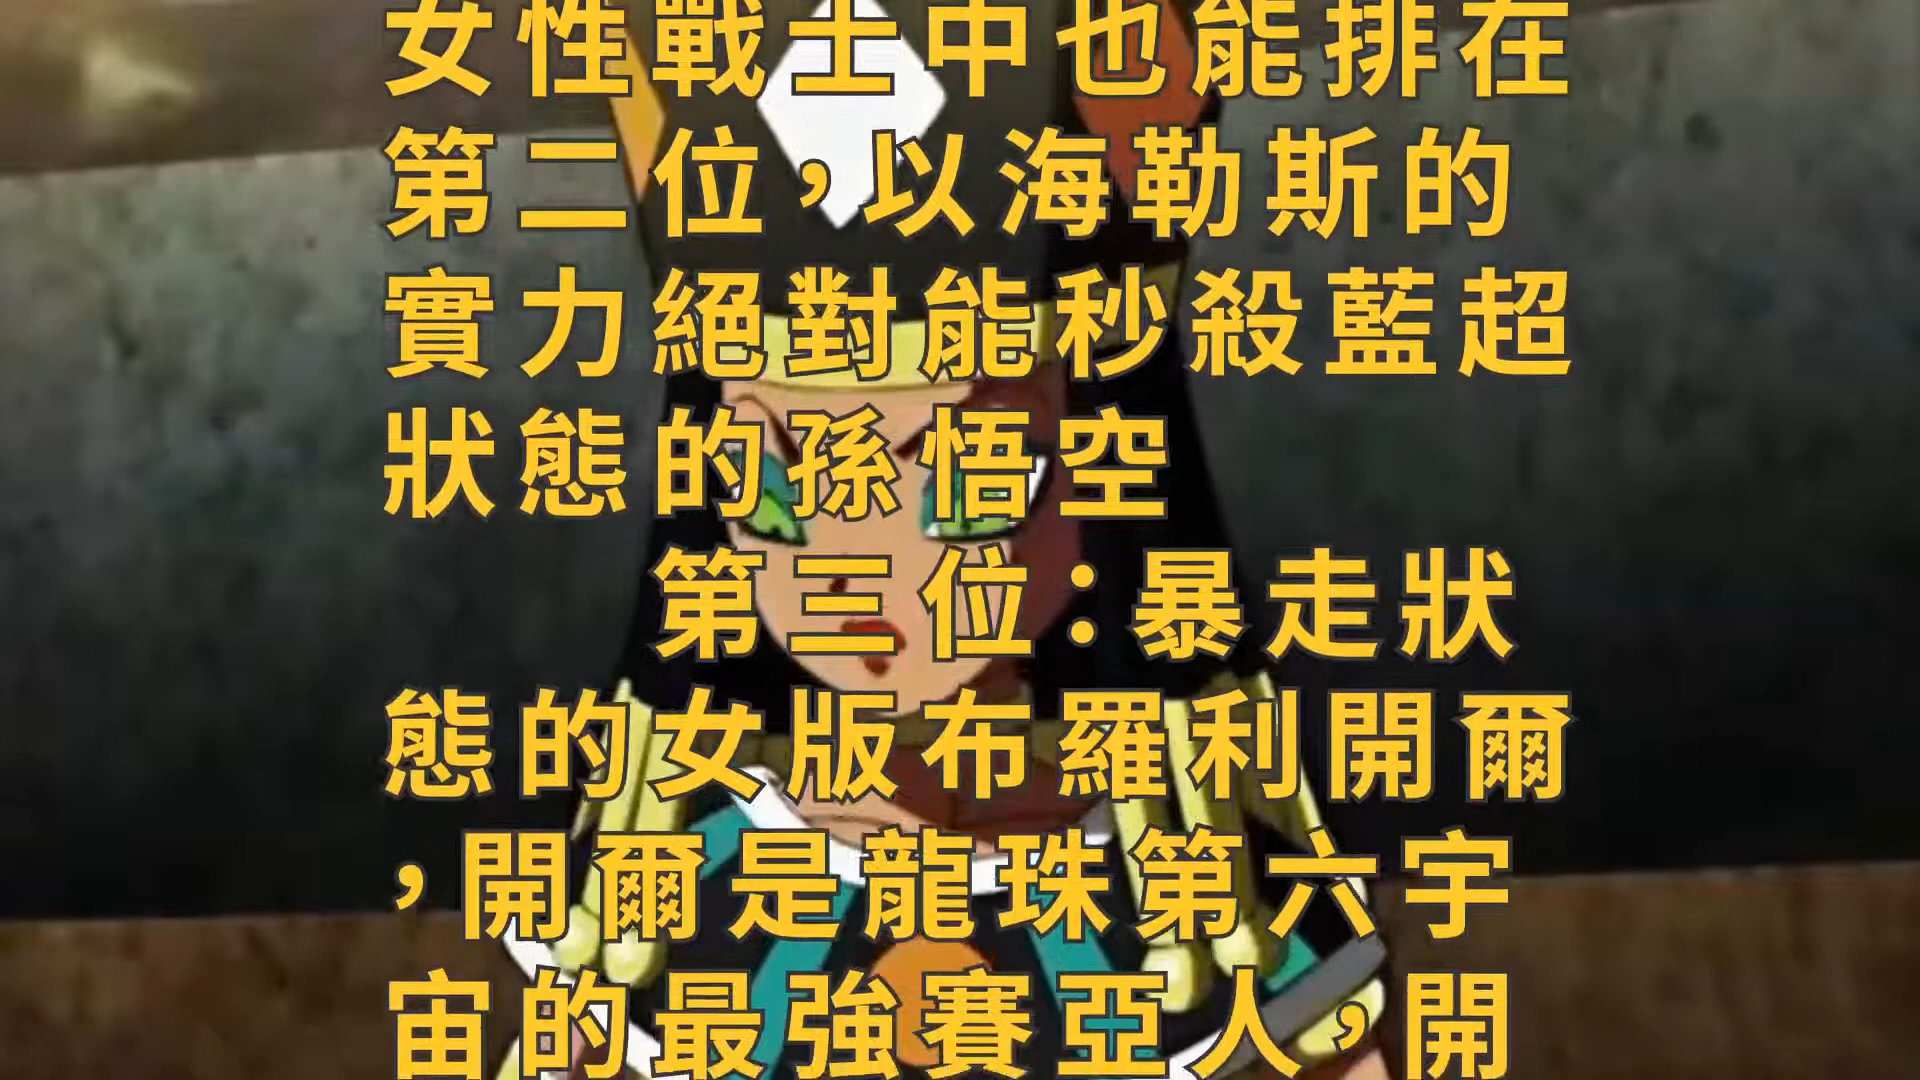 女性戰士中也能排在
第二位，以海勒斯的
實力絕對能秒殺藍超
狀態的孫悟空
第三位：暴走狀
態的女版布羅利開爾
，開爾是龍珠第六宇
宙的最強賽亞人，開